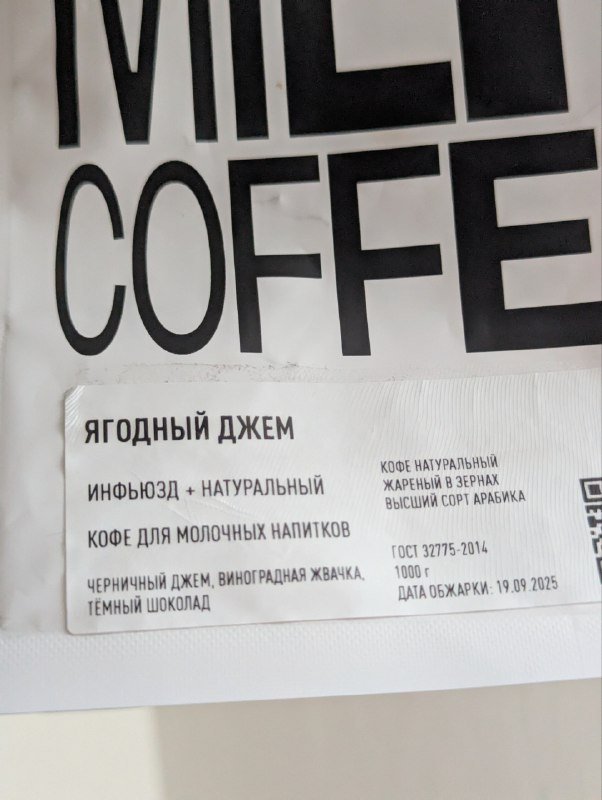 COFFE
ЯГОДНЫЙ ДЖЕМ
ИНФЬЮЗД + НАТУРАЛЬНЫЙ
КОФЕ ДЛЯ МОЛОЧНЫХ НАПИТКОВ
ЧЕРНИЧНЫЙ ДЖЕМ, ВИНОГРАДНАЯ ЖВАЧКА,
ТЁМНЫЙ ШОКОЛАД
КОФЕ НАТУРАЛЬНЫЙ
ЖАРЕНЫЙ В ЗЕРНАХ
ВЫСШИЙ СОРТ АРАБИКА
ГОСТ 32775-2014
1000 г
ДАТА ОБЖАРКИ: 19.09.2025